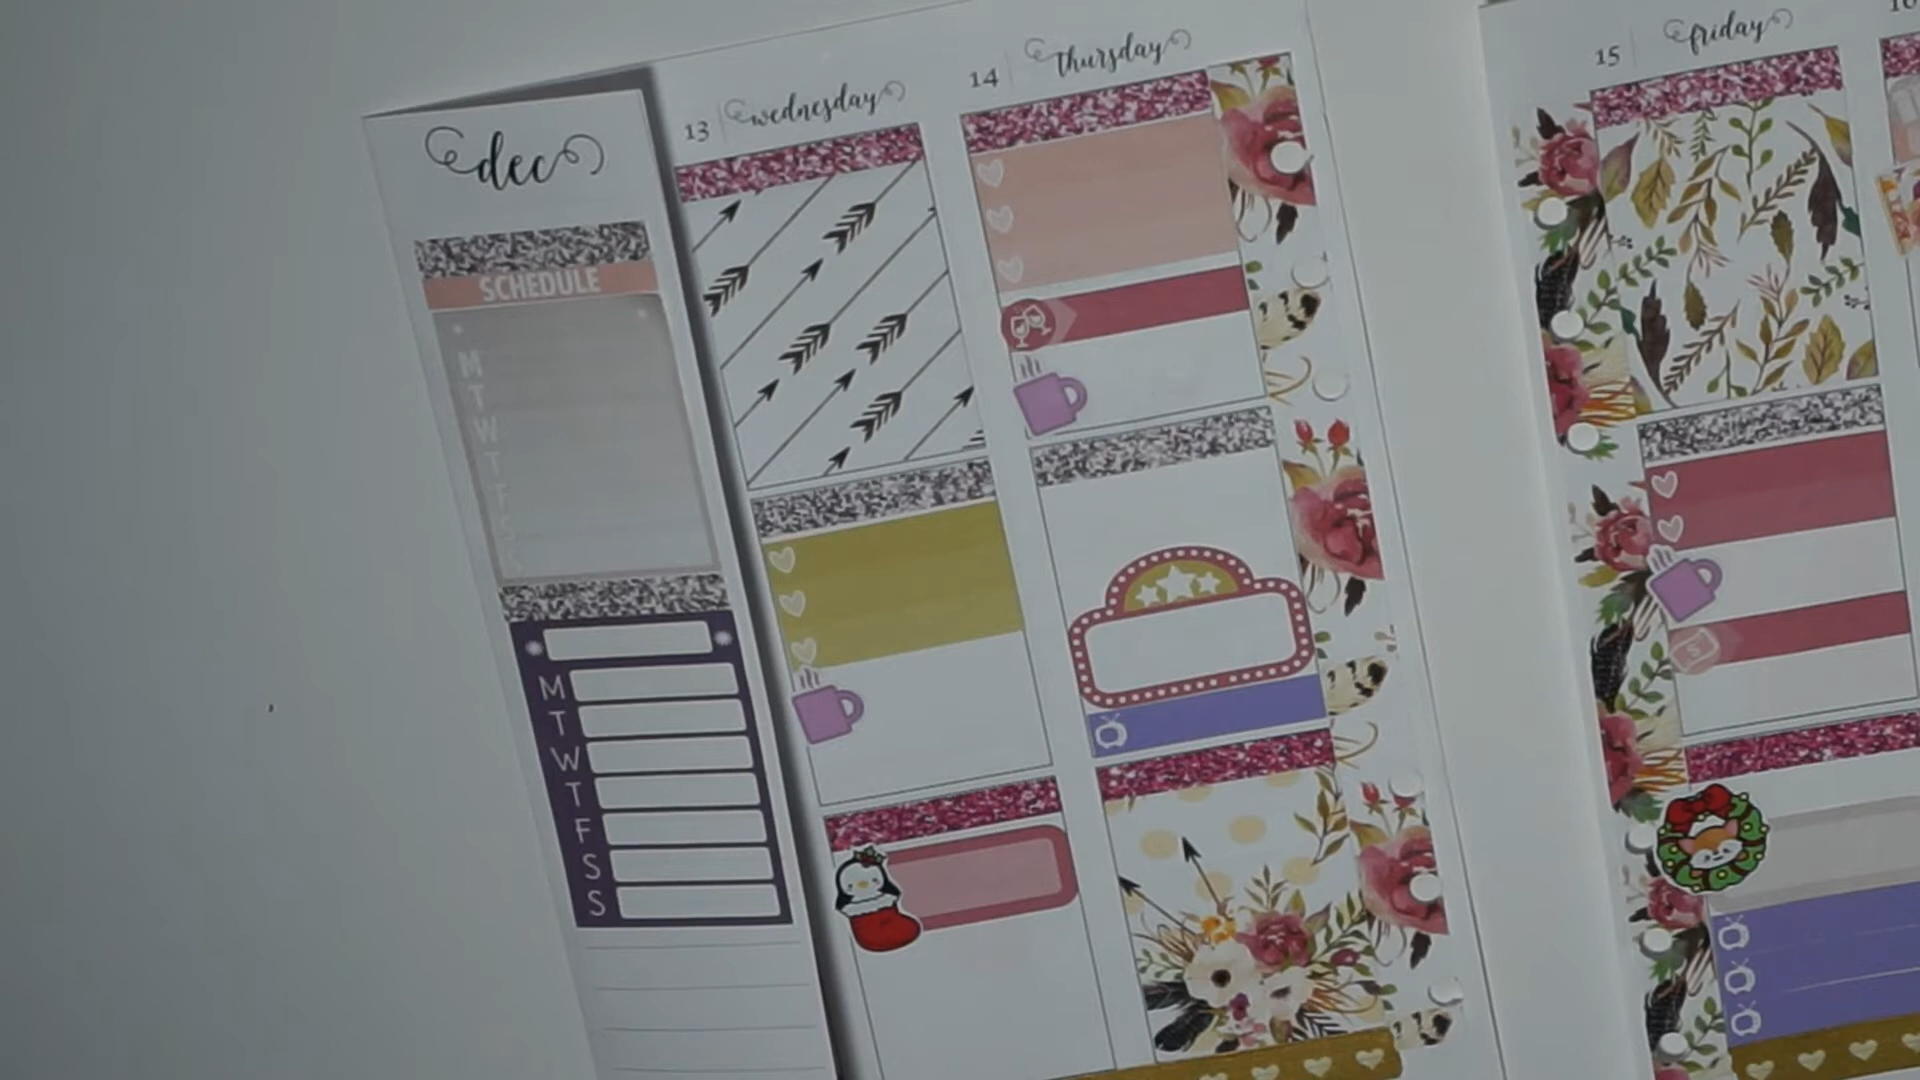 dec
SCHEDULE
M
T
W
T
F
S
S
M
T
W
T
F
S
S
13 wednesday
14 thursday
15 friday